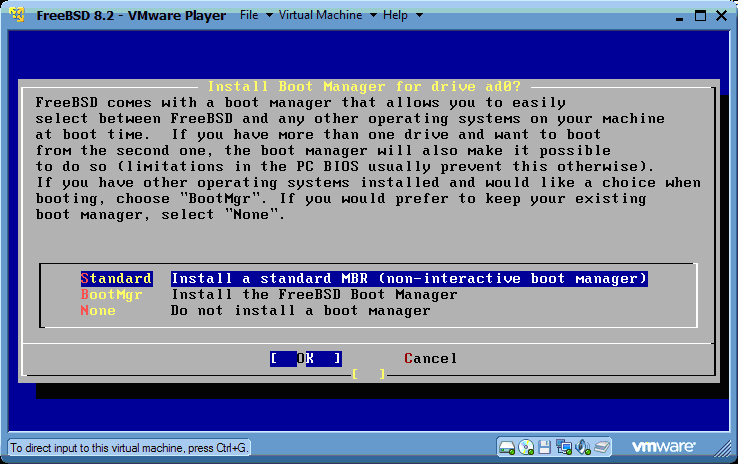 FreeBSD 8.2 - VMware Player File Virtual Machine Help
Install Boot Manager for drive ad0?
FreeBSD comes with a boot manager that allows you to easily
select between FreeBSD and any other operating systems on your machine
at boot time. If you have more than one drive and want to boot
from the second one, the boot manager will also make it possible
to do so (limitations in the PC BIOS usually prevent this otherwise).
If you have other operating systems installed and would like a choice when
booting, choose "BootMgr". If you would prefer to keep your existing
boot manager, select "None".
Standard Install a standard MBR (non-interactive boot manager)
BootMgr Install the FreeBSD Boot Manager
None Do not install a boot manager
[ OK ] Cancel
[ ]
To direct input to this virtual machine, press Ctrl+G. vmware